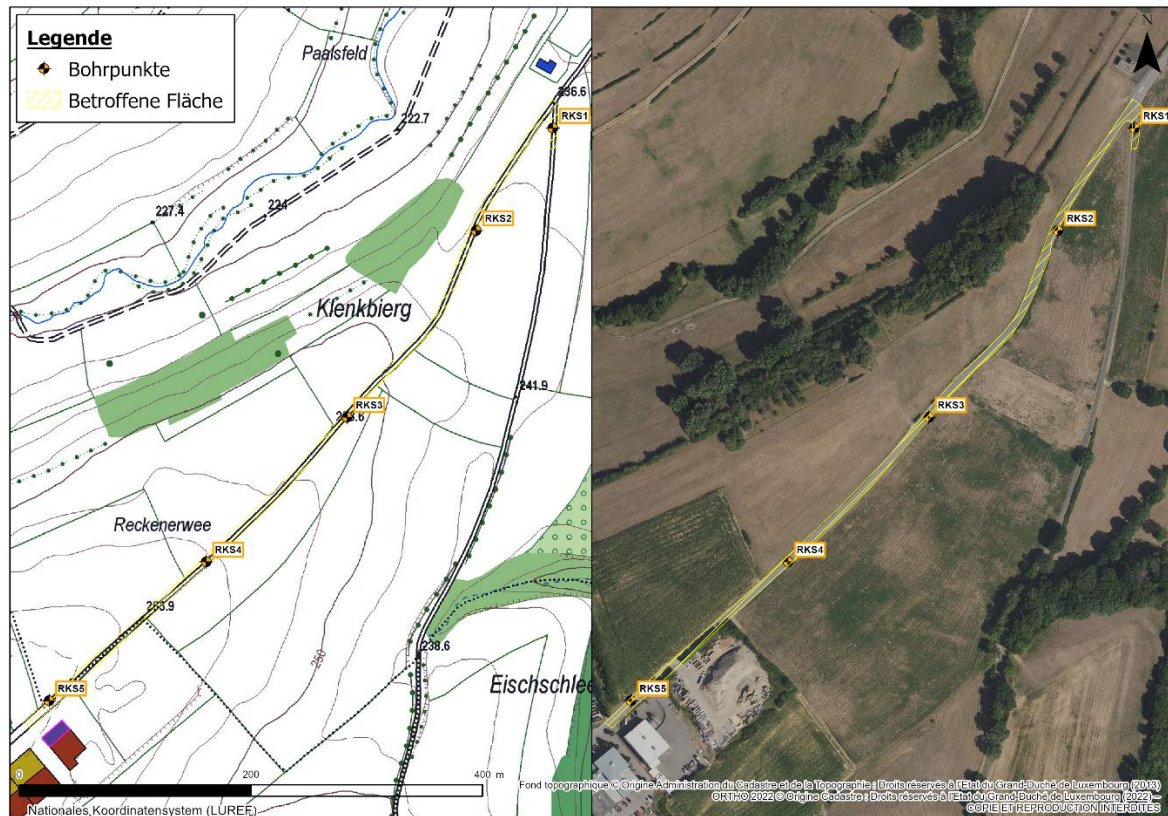 Legende
Bohrpunkte
Betroffene Fläche
Paalsfeld
N
236.6
RKS1
RKS1
222.7
227.4
224
RKS2
RKS2
Klenkbierg
241.9
RKS3
RKS3
Reckenerwee
RKS4
RKS4
263.9
238.6
250
Eischschlee
RKS5
RKS5
0 200 400 m
Fond topographique © Origine Administration du Cadastre et de la Topographie : Droits réservés à l'Etat du Grand-Duché de Luxembourg (2013)
ORTHO 2022 © Origine Cadastre : Droits réservés à l'Etat du Grand-Duché de Luxembourg (2022) –
COPIE ET REPRODUCTION INTERDITES
Nationales Koordinatensystem (LUREF)